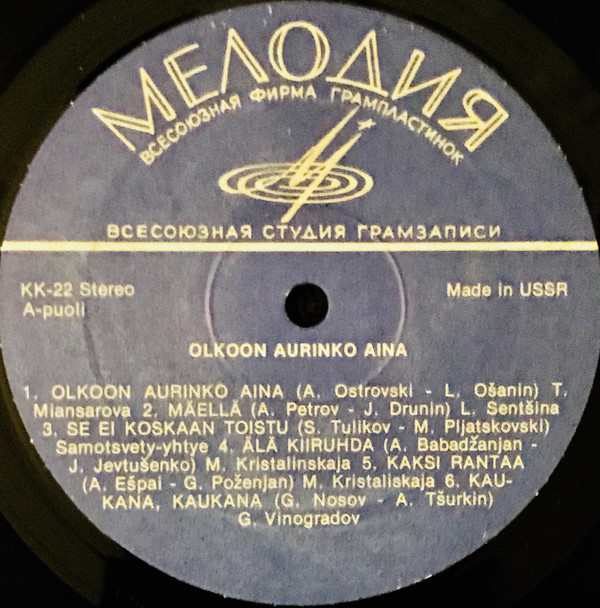 МЕЛОДИЯ
ВСЕСОЮЗНАЯ ФИРМА ГРАМПЛАСТИНОК
ВСЕСОЮЗНАЯ СТУДИЯ ГРАМЗАПИСИ
KK-22 Stereo
A-puoli
Made in USSR
OLKOON AURINKO AINA
1. OLKOON AURINKO AINA (A. Ostrovski - L. Ošanin) T.
Miansarova 2. MÄELLÄ (A. Petrov - J. Drunin) L. Sentšina
3. SE EI KOSKAAN TOISTU (S. Tulikov - M. Pljatskovski)
Samotsvety-yhtye 4. ÄLÄ KIIRUHDA (A. Babadžanjan -
J. Jevtušenko) M. Kristalinskaja 5. KAKSI RANTAA
(A. Ešpai - G. Poženjan) M. Kristaliskaja 6. KAU-
KANA, KAUKANA (G. Nosov - A. Tšurkin)
G. Vinogradov